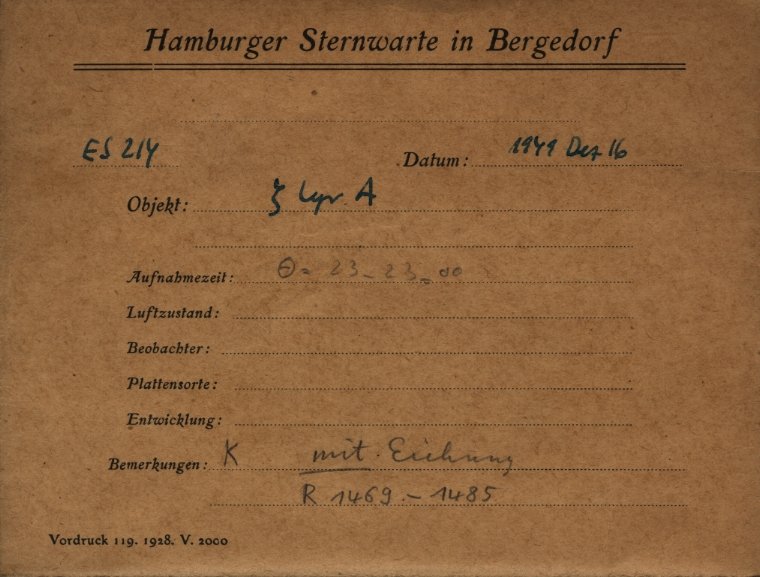 Hamburger Sternwarte in Bergedorf
ES 214 Datum: 1949 Dez 16
Objekt: ζ Lyr A
Aufnahmezeit: Θ = 23 - 23 = 00
Luftzustand:
Beobachter:
Plattensorte:
Entwicklung:
Bemerkungen: K mit Eichung
R 1469 - 1485
Vordruck 119. 1928. V. 2000